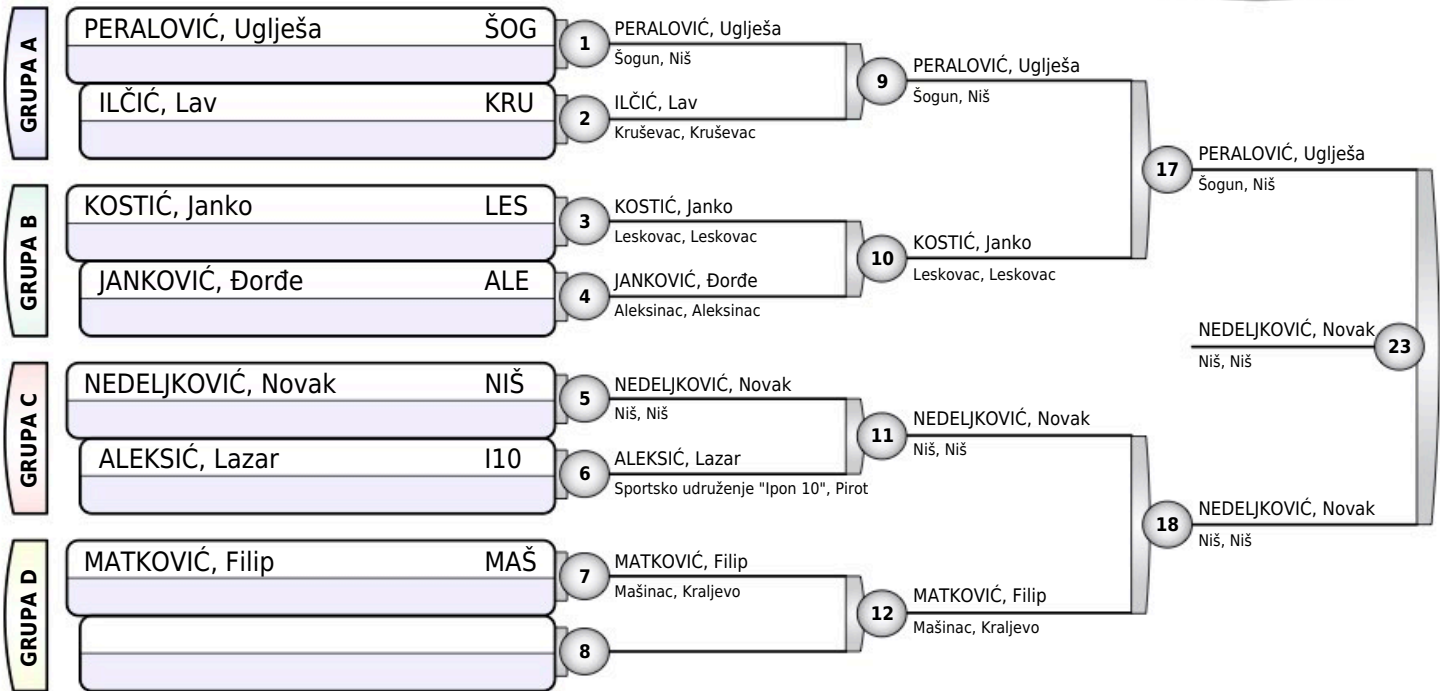 GRUPA A
PERALOVIĆ, Uglješa ŠOG
ILČIĆ, Lav KRU
1
PERALOVIĆ, Uglješa
Šogun, Niš
2
ILČIĆ, Lav
Kruševac, Kruševac
9
PERALOVIĆ, Uglješa
Šogun, Niš
GRUPA B
KOSTIĆ, Janko LES
JANKOVIĆ, Đorđe ALE
3
KOSTIĆ, Janko
Leskovac, Leskovac
4
JANKOVIĆ, Đorđe
Aleksinac, Aleksinac
10
KOSTIĆ, Janko
Leskovac, Leskovac
17
PERALOVIĆ, Uglješa
Šogun, Niš
GRUPA C
NEDELJKOVIĆ, Novak NIŠ
ALEKSIĆ, Lazar I10
5
NEDELJKOVIĆ, Novak
Niš, Niš
6
ALEKSIĆ, Lazar
Sportsko udruženje "Ipon 10", Pirot
11
NEDELJKOVIĆ, Novak
Niš, Niš
GRUPA D
MATKOVIĆ, Filip MAŠ
7
MATKOVIĆ, Filip
Mašinac, Kraljevo
8
12
MATKOVIĆ, Filip
Mašinac, Kraljevo
18
NEDELJKOVIĆ, Novak
Niš, Niš
NEDELJKOVIĆ, Novak
Niš, Niš
23